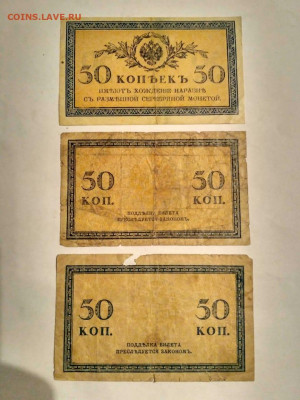 COINS.LAVE.RU
50 КОПѢЕКЪ 50
ИМѢЮТЪ ХОЖДЕНІЕ НАРАВНѢ
СЪ РАЗМѢННОЙ СЕРЕБРЯНОЙ МОНЕТОЙ.
50 50
КОП. КОП.
ПОДДѢЛКА БИЛЕТА
ПРЕСЛѢДУЕТСЯ ЗАКОНОМЪ.
50 50
КОП. КОП.
ПОДДѢЛКА БИЛЕТА
ПРЕСЛѢДУЕТСЯ ЗАКОНОМЪ.